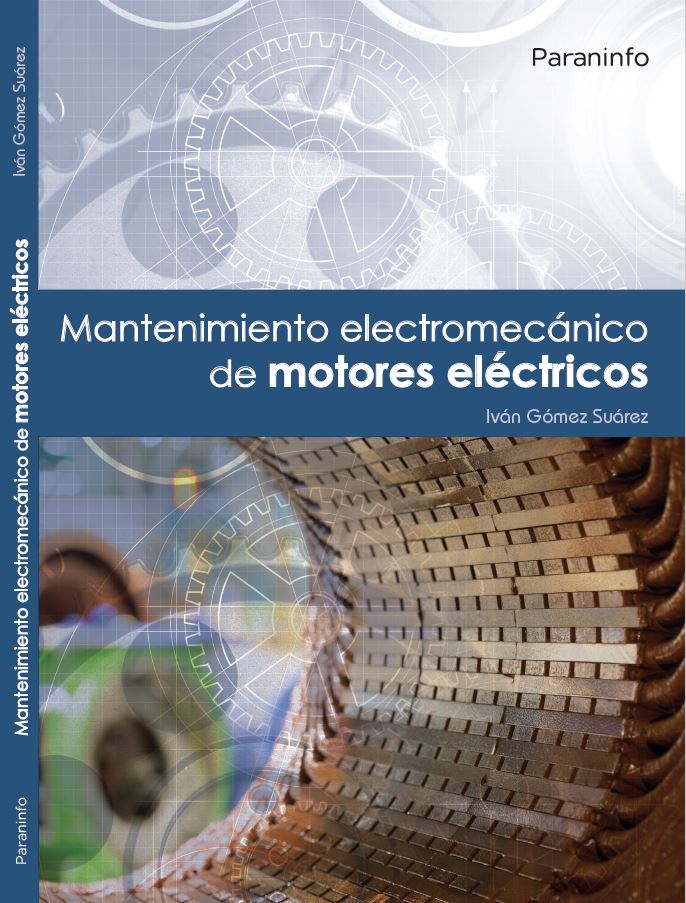 Iván Gómez Suárez
Mantenimiento electromecánico de motores eléctricos
Paraninfo
Paraninfo
Mantenimiento electromecánico
de motores eléctricos
Iván Gómez Suárez